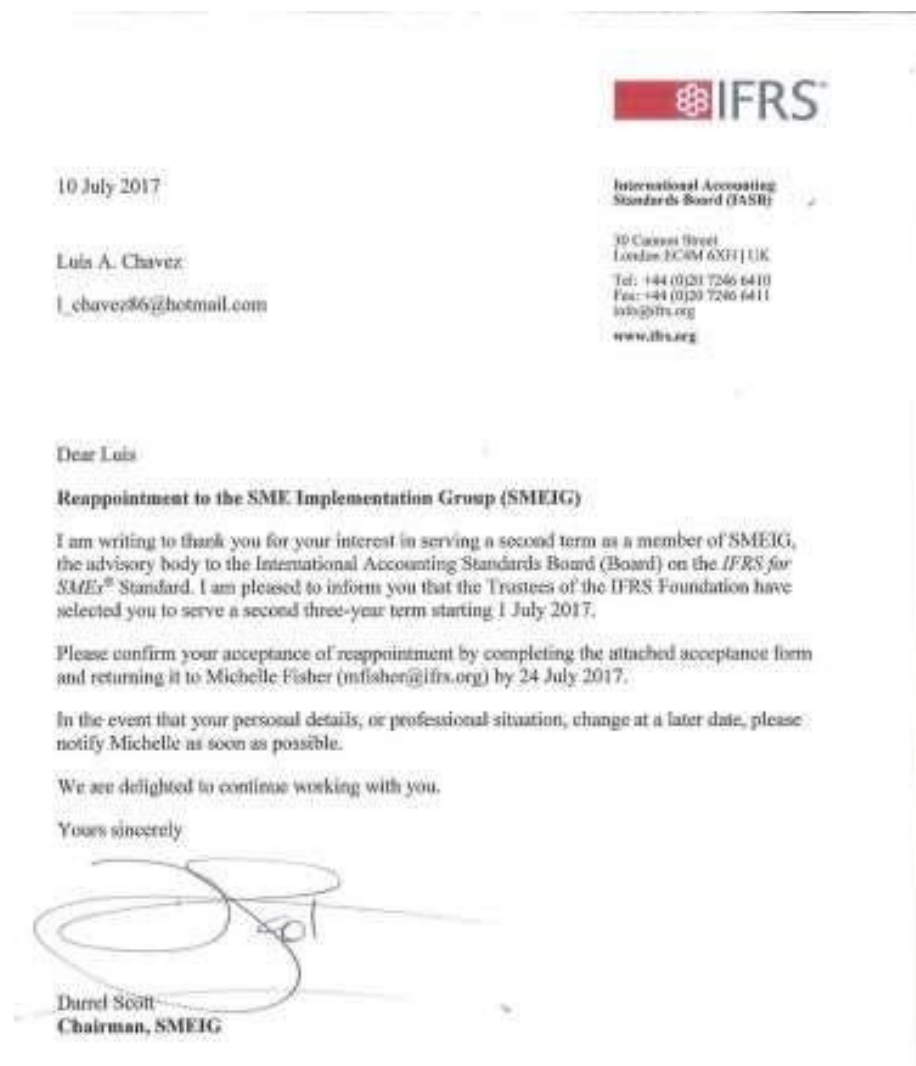 IFRS
10 July 2017
International Accounting
Standards Board (IASB)
30 Cannon Street
London EC4M 6XH | UK
Luis A. Chavez
Tel: +44 (0)20 7246 6410
Fax: +44 (0)20 7246 6411
info@ifrs.org
l_chavez86@hotmail.com
www.ifrs.org
Dear Luis
Reappointment to the SME Implementation Group (SMEIG)
I am writing to thank you for your interest in serving a second term as a member of SMEIG,
the advisory body to the International Accounting Standards Board (Board) on the IFRS for
SMEs® Standard. I am pleased to inform you that the Trustees of the IFRS Foundation have
selected you to serve a second three-year term starting 1 July 2017.
Please confirm your acceptance of reappointment by completing the attached acceptance form
and returning it to Michelle Fisher (mfisher@ifrs.org) by 24 July 2017.
In the event that your personal details, or professional situation, change at a later date, please
notify Michelle as soon as possible.
We are delighted to continue working with you.
Yours sincerely
Darrel Scott
Chairman, SMEIG